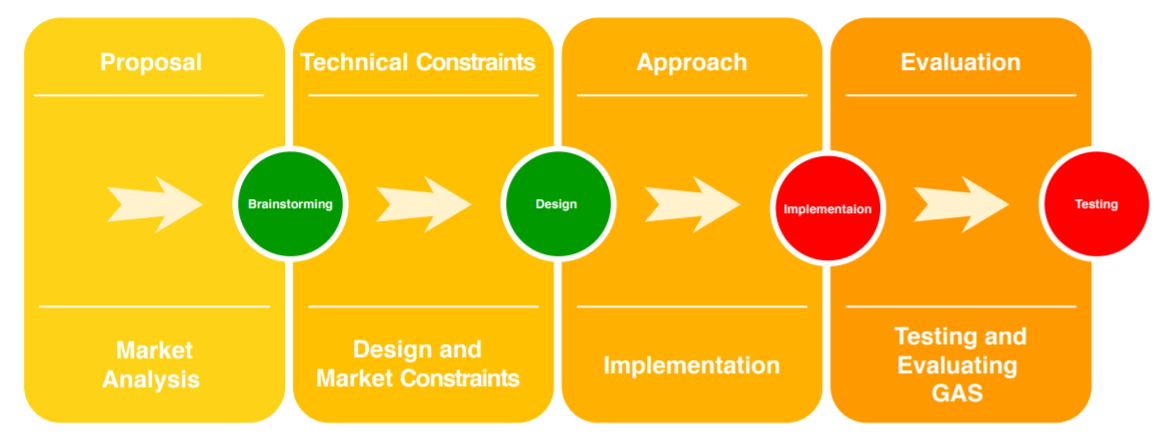 Proposal
Technical Constraints
Approach
Evaluation
Brainstorming
Design
Implementaion
Testing
Market
Analysis
Design and
Market Constraints
Implementation
Testing and
Evaluating
GAS